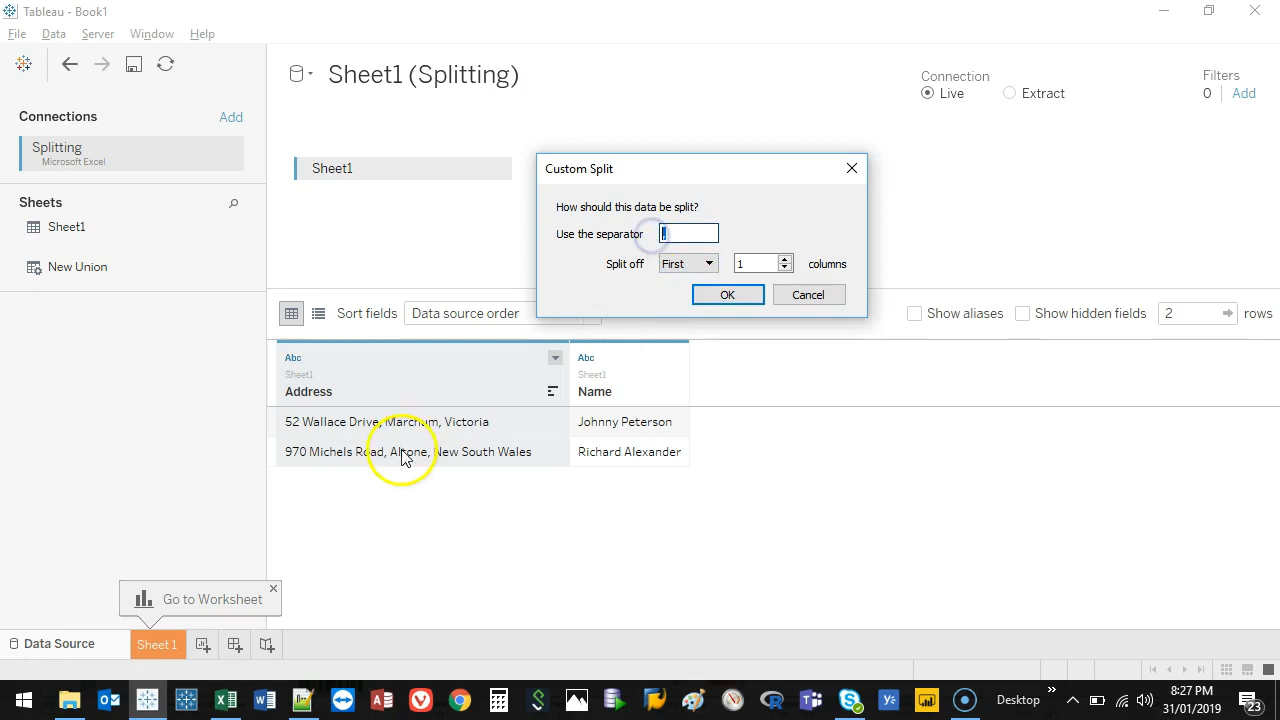 Tableau - Book1
File Data Server Window Help
Connections Add
Splitting
Microsoft Excel
Sheets
Sheet1
New Union
Sheet1 (Splitting)
Connection
Live Extract
Filters
0 Add
Sheet1
Custom Split
How should this data be split?
Use the separator ,
Split off First 1 columns
OK Cancel
Sort fields Data source order Show aliases Show hidden fields 2 rows
Abc Abc
Sheet1 Sheet1
Address Name
52 Wallace Drive, Marchum, Victoria Johnny Peterson
970 Michels Road, Altone, New South Wales Richard Alexander
Go to Worksheet
Data Source Sheet 1
Desktop
8:27 PM
31/01/2019
23